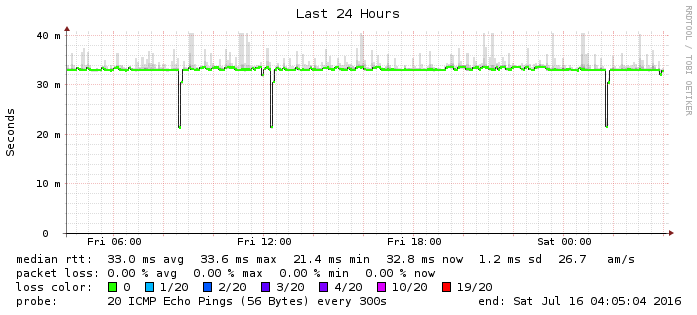 Last 24 Hours
RRDTOOL / TOBI OETIKER
Seconds
40 m
30 m
20 m
10 m
0
Fri 06:00 Fri 12:00 Fri 18:00 Sat 00:00
median rtt: 33.0 ms avg 33.6 ms max 21.4 ms min 32.8 ms now 1.2 ms sd 26.7 am/s
packet loss: 0.00 % avg 0.00 % max 0.00 % min 0.00 % now
loss color: 0 1/20 2/20 3/20 4/20 10/20 19/20
probe: 20 ICMP Echo Pings (56 Bytes) every 300s end: Sat Jul 16 04:05:04 2016